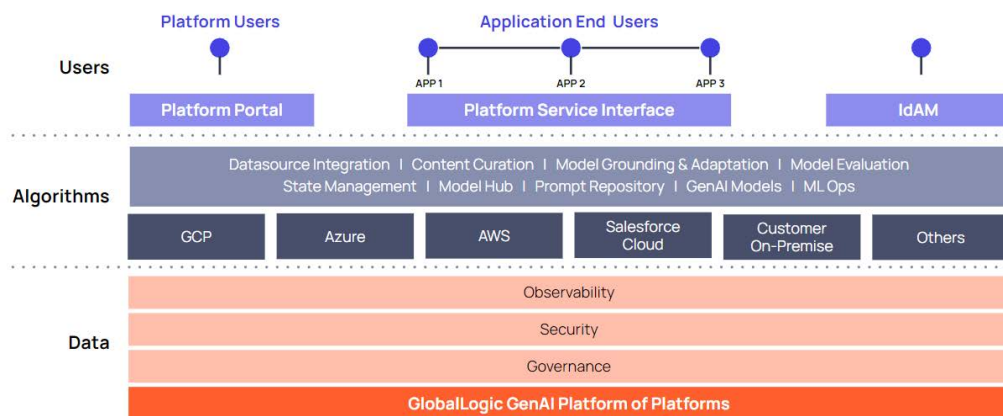 Platform Users
Application End Users
Users
APP 1
APP 2
APP 3
Platform Portal
Platform Service Interface
IdAM
Algorithms
Datasource Integration | Content Curation | Model Grounding & Adaptation | Model Evaluation
State Management | Model Hub | Prompt Repository | GenAI Models | ML Ops
GCP
Azure
AWS
Salesforce
Cloud
Customer
On-Premise
Others
Data
Observability
Security
Governance
GlobalLogic GenAI Platform of Platforms